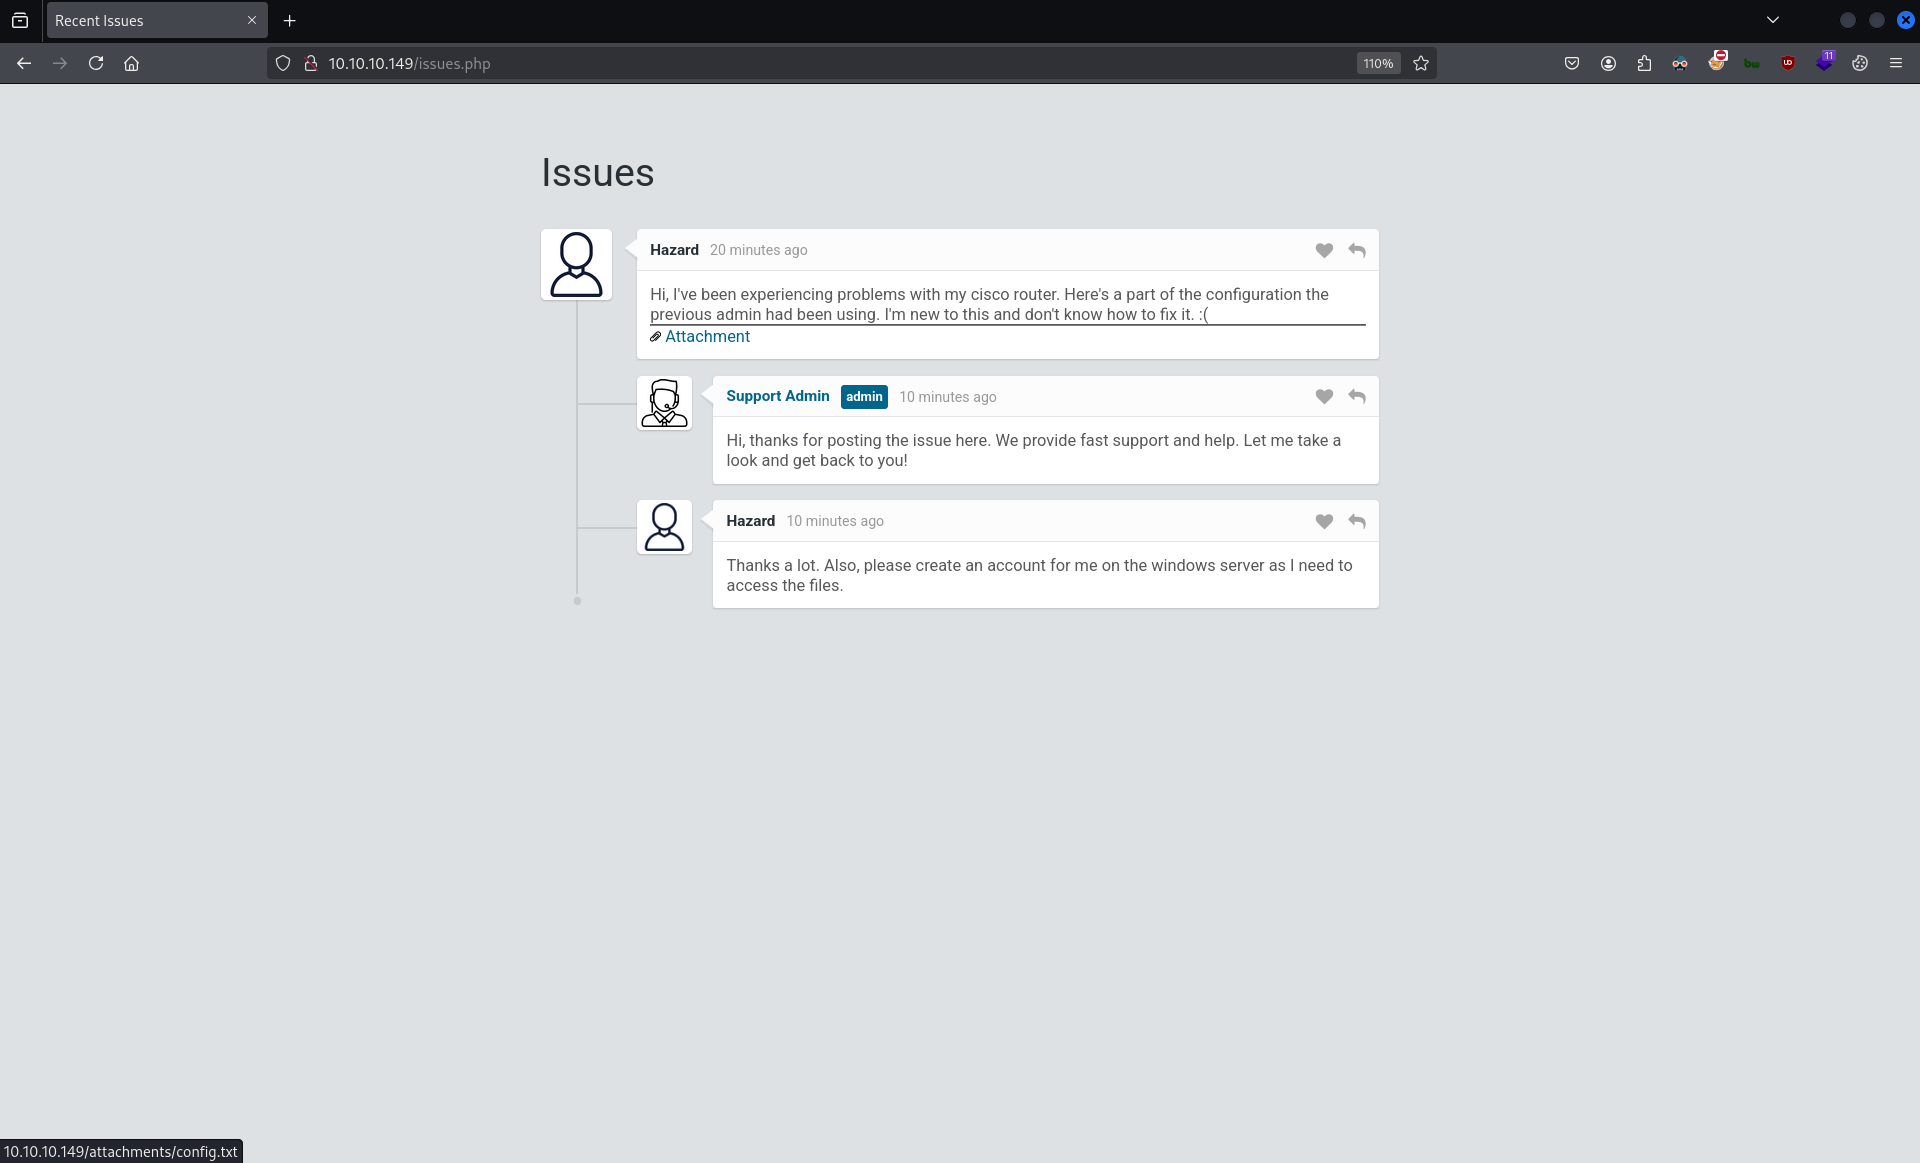 Recent Issues
10.10.10.149/issues.php
110%
11
Issues
Hazard 20 minutes ago
Hi, I've been experiencing problems with my cisco router. Here's a part of the configuration the
previous admin had been using. I'm new to this and don't know how to fix it. :(
Attachment
Support Admin admin 10 minutes ago
Hi, thanks for posting the issue here. We provide fast support and help. Let me take a
look and get back to you!
Hazard 10 minutes ago
Thanks a lot. Also, please create an account for me on the windows server as I need to
access the files.
10.10.10.149/attachments/config.txt